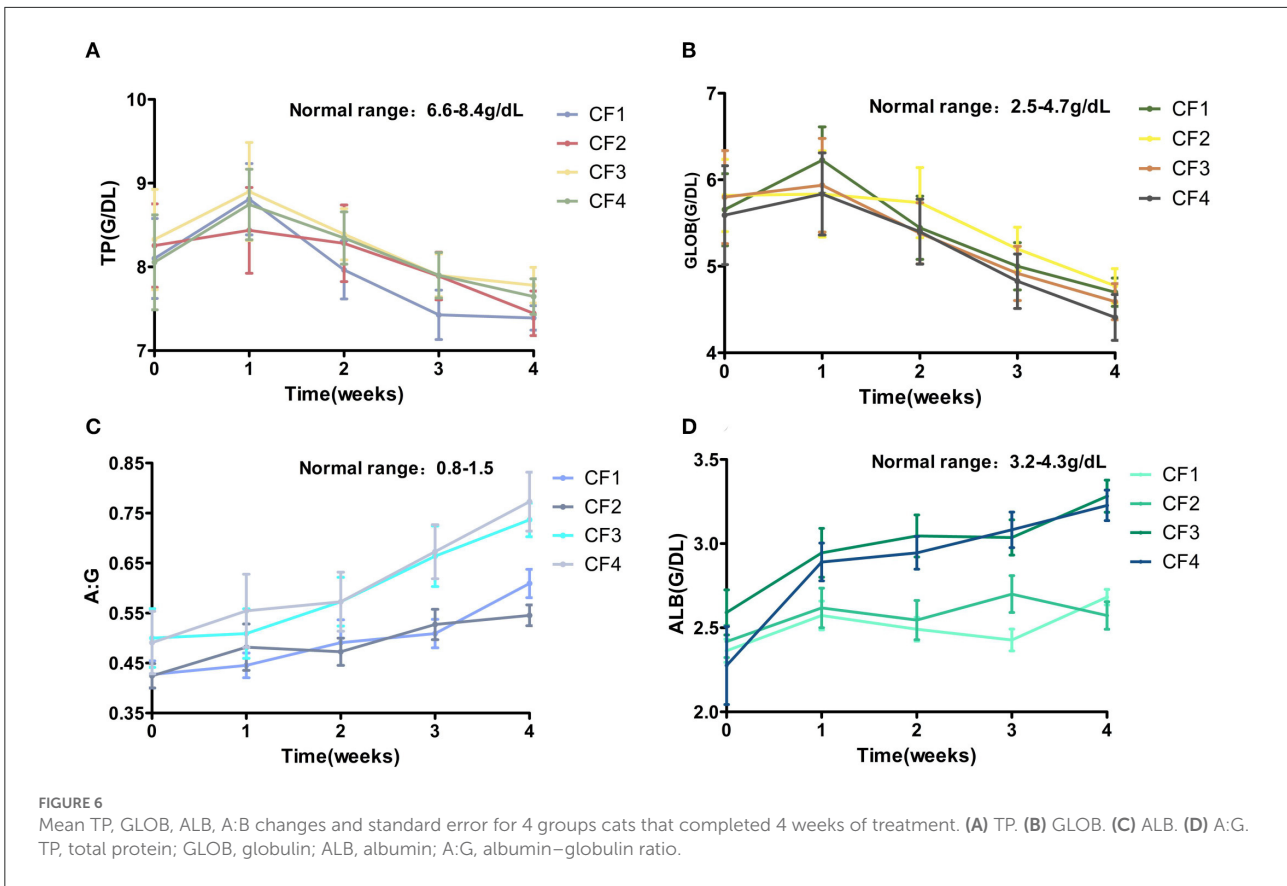 A
Normal range: 6.6-8.4g/dL
CF1
CF2
CF3
CF4
TP(G/DL)
10
9
8
7
0 1 2 3 4
Time(weeks)
B
Normal range: 2.5-4.7g/dL
CF1
CF2
CF3
CF4
GLOB(G/DL)
7
6
5
4
0 1 2 3 4
Time(weeks)
C
Normal range: 0.8-1.5
CF1
CF2
CF3
CF4
A:G
0.85
0.75
0.65
0.55
0.45
0.35
0 1 2 3 4
Time(weeks)
D
Normal range: 3.2-4.3g/dL
CF1
CF2
CF3
CF4
ALB(G/DL)
3.5
3.0
2.5
2.0
0 1 2 3 4
Time(weeks)
FIGURE 6
Mean TP, GLOB, ALB, A:B changes and standard error for 4 groups cats that completed 4 weeks of treatment. (A) TP. (B) GLOB. (C) ALB. (D) A:G.
TP, total protein; GLOB, globulin; ALB, albumin; A:G, albumin–globulin ratio.